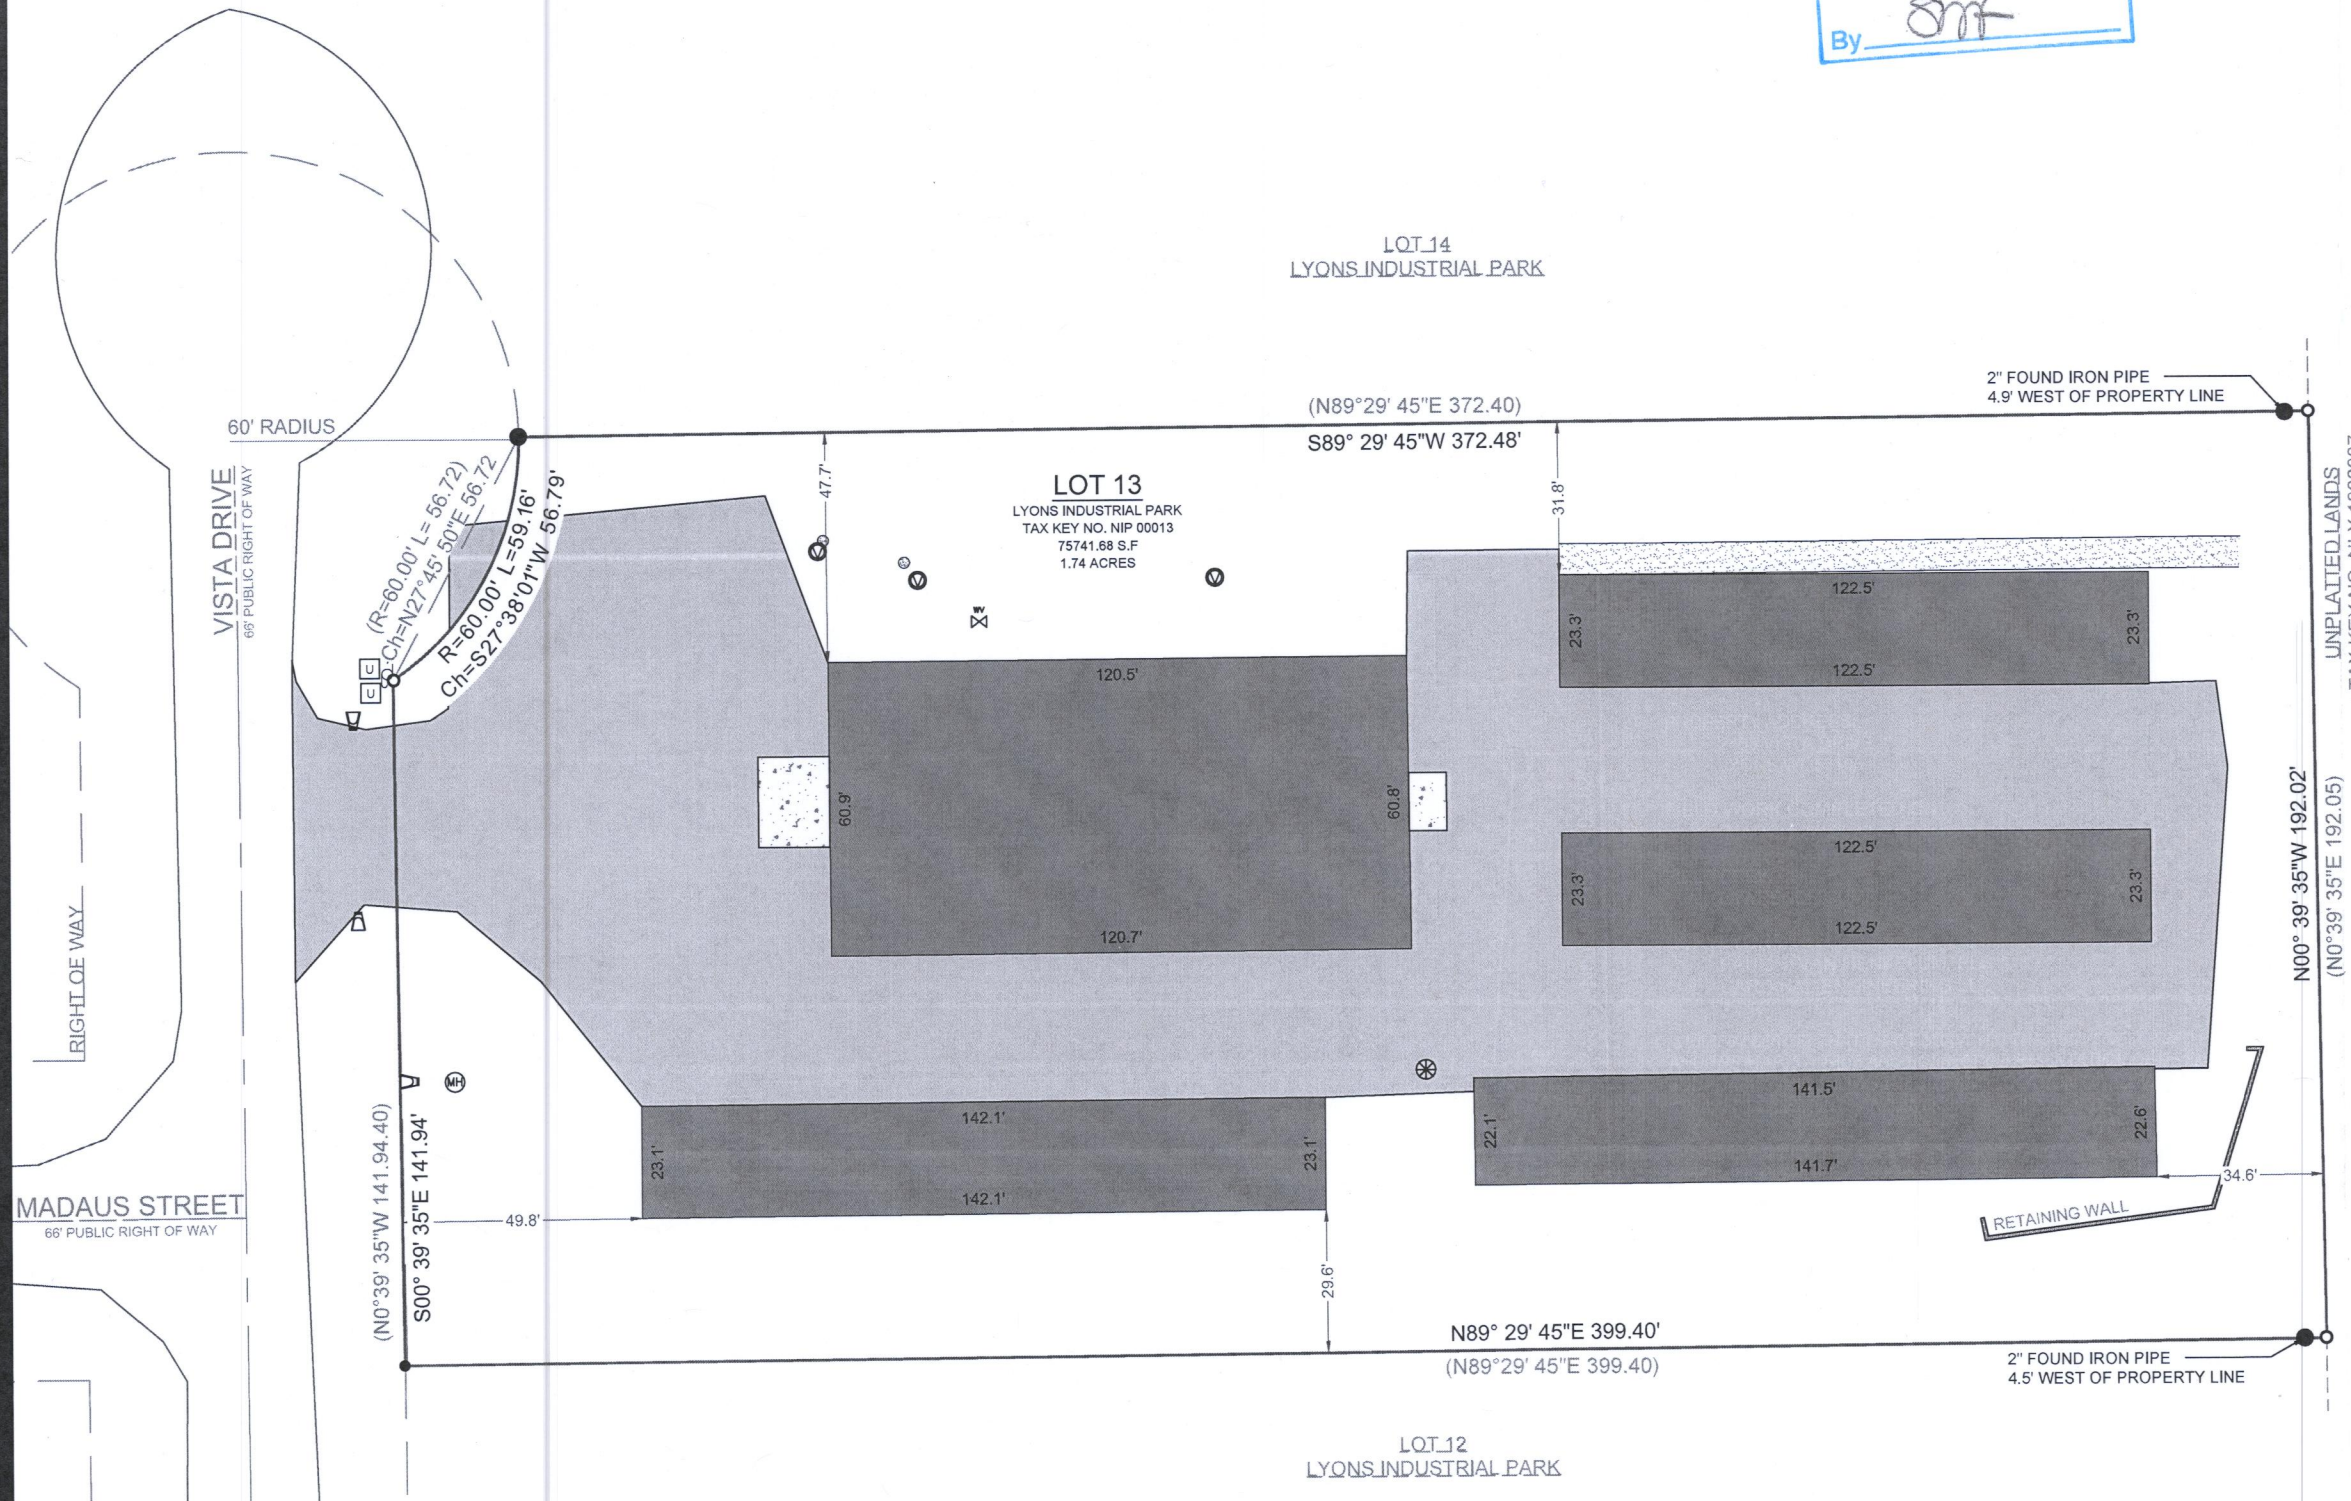 By
LOT 14
LYONS INDUSTRIAL PARK
2" FOUND IRON PIPE
4.9' WEST OF PROPERTY LINE
(N89°29' 45"E 372.40)
S89° 29' 45"W 372.48'
60' RADIUS
VISTA DRIVE
66' PUBLIC RIGHT OF WAY
(R=60.00' L= 56.72)
Ch=N27°45' 50"E 56.72
R=60.00' L=59.16'
Ch=S27°38'01"W 56.79'
47.7'
LOT 13
LYONS INDUSTRIAL PARK
TAX KEY NO. NIP 00013
75741.68 S.F
1.74 ACRES
31.8'
WV
U
U
122.5'
23.3'
23.3'
122.5'
120.5'
60.9'
60.8'
120.7'
122.5'
23.3'
23.3'
122.5'
UNPLATTED LANDS
N00° 39' 35"W 192.02'
(N0°39' 35"E 192.05)
RIGHT OF WAY
MH
142.1'
23.1'
23.1'
142.1'
141.5'
22.1'
22.6'
141.7'
34.6'
RETAINING WALL
(N0°39' 35"W 141.94.40)
S00° 39' 35"E 141.94'
MADAUS STREET
66' PUBLIC RIGHT OF WAY
49.8'
29.6'
N89° 29' 45"E 399.40'
(N89°29' 45"E 399.40)
2" FOUND IRON PIPE
4.5' WEST OF PROPERTY LINE
LOT 12
LYONS INDUSTRIAL PARK